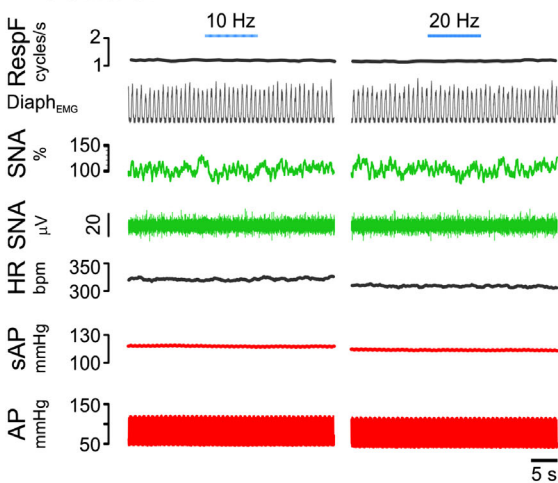 10 Hz 20 Hz
RespF
cycles/s
2
1
DiaphEMG
SNA
%
150
100
SNA
µV
20
HR
bpm
350
300
sAP
mmHg
130
100
AP
mmHg
150
50
5 s